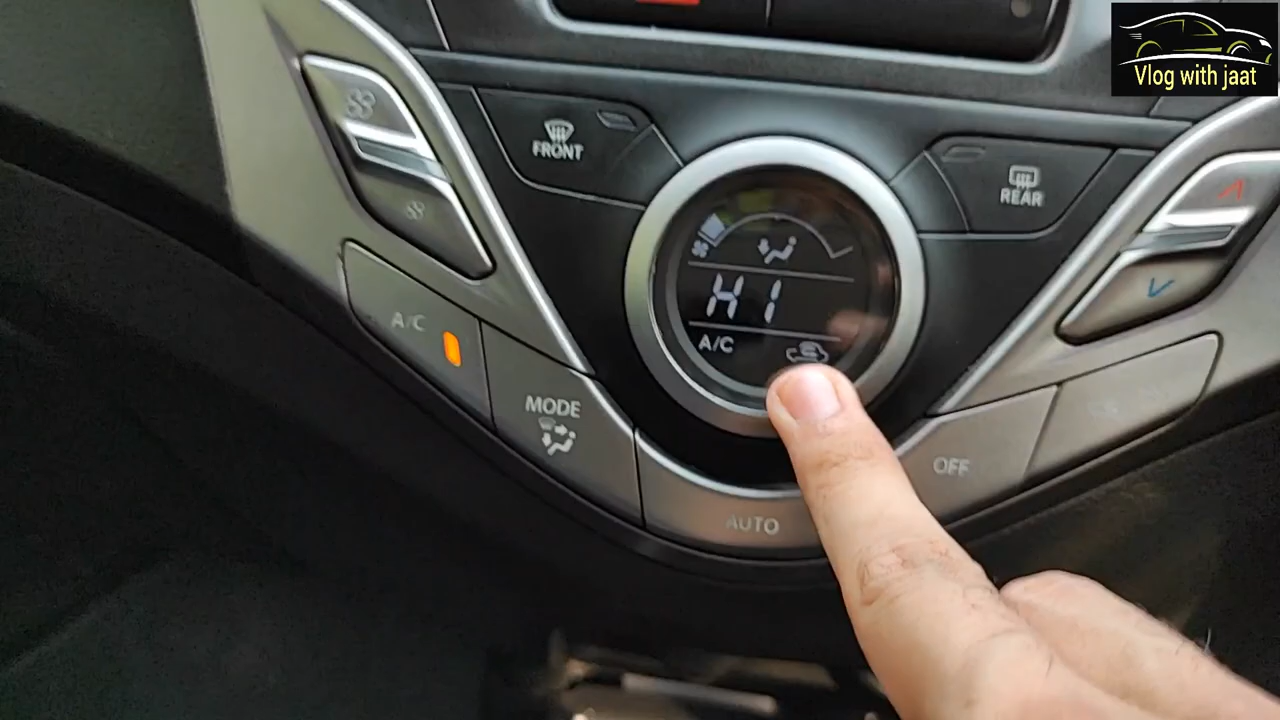 Vlog with jaat
FRONT
REAR
HI
A/C
A/C
MODE
OFF
AUTO